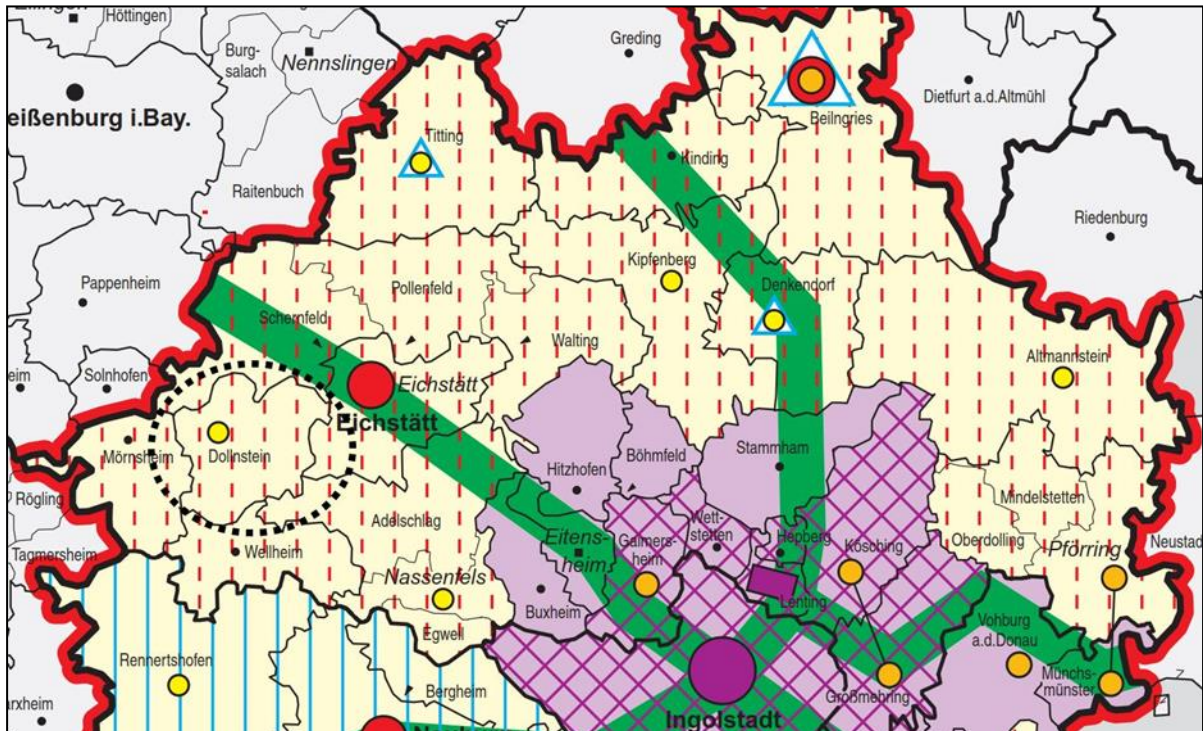 Höttingen
Greding
Burg-
salach
Nennslingen
Dietfurt a.d.Altmühl
Beilngries
eißenburg i.Bay.
Titting
Kinding
Raitenbuch
Riedenburg
Kipfenberg
Pappenheim
Pollenfeld
Denkendorf
Schernfeld
Walting
Altmannstein
eim
Solnhofen
Eichstätt
Eichstätt
Mörnsheim
Dollnstein
Stammham
Böhmfeld
Hitzhofen
Rögling
Mindelstetten
Adelschlag
Wett-
stetten
Eitens-
heim
Gaimers-
heim
Hepberg
Kösching
Oberdolling
Pförring
Neustad
Tagmersheim
Wellheim
Nassenfels
Buxheim
Lenting
Egweil
Vohburg
a.d.Donau
Rennertshofen
Bergheim
Münchs-
münster
Großmehring
arxheim
Ingolstadt